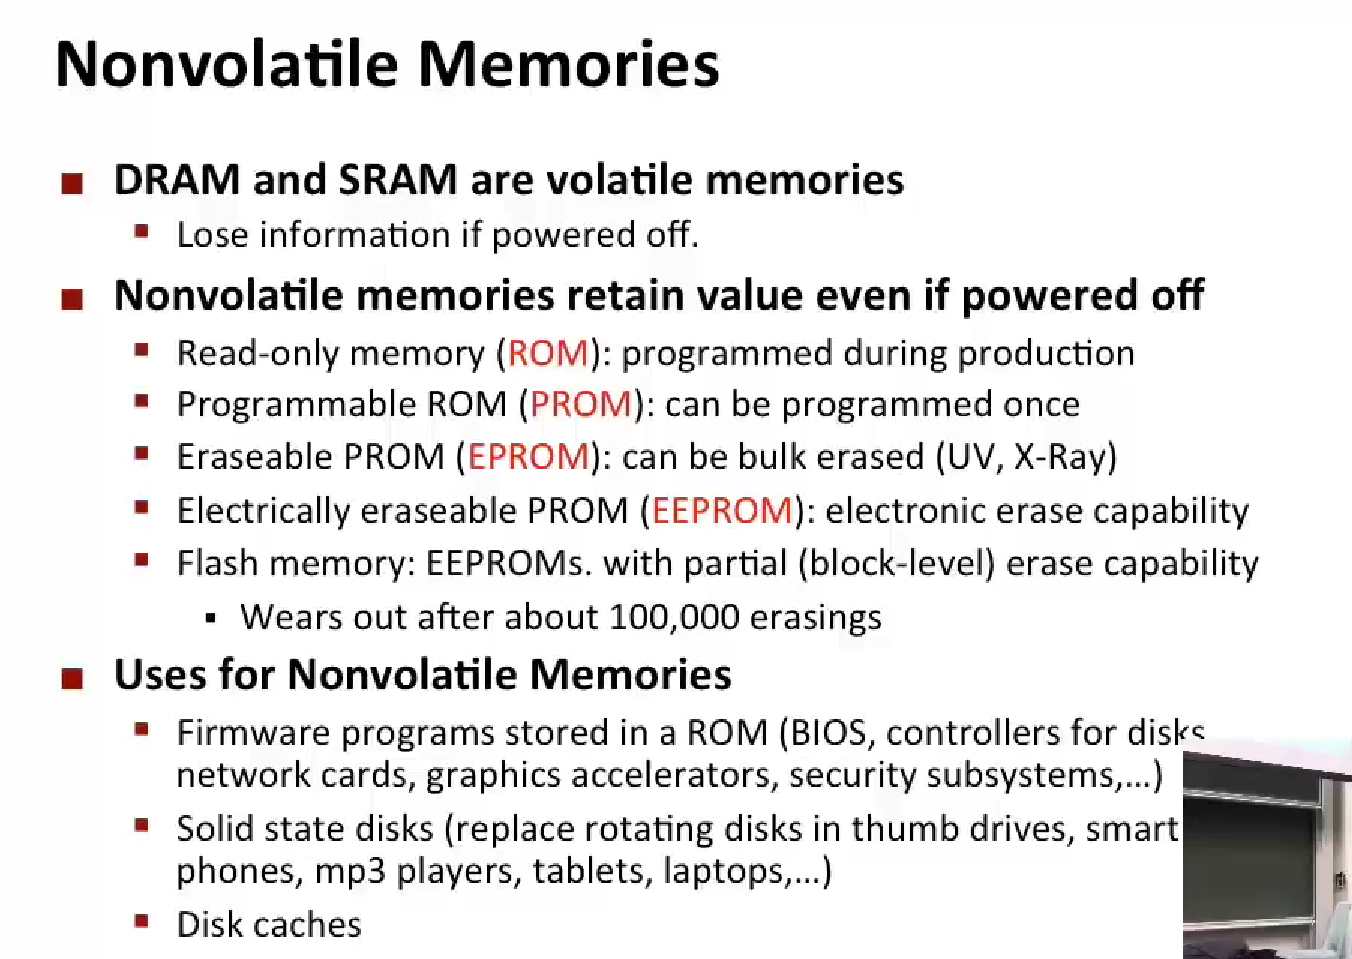 Nonvolatile Memories
DRAM and SRAM are volatile memories
Lose information if powered off.
Nonvolatile memories retain value even if powered off
Read-only memory (ROM): programmed during production
Programmable ROM (PROM): can be programmed once
Eraseable PROM (EPROM): can be bulk erased (UV, X-Ray)
Electrically eraseable PROM (EEPROM): electronic erase capability
Flash memory: EEPROMs. with partial (block-level) erase capability
Wears out after about 100,000 erasings
Uses for Nonvolatile Memories
Firmware programs stored in a ROM (BIOS, controllers for disks
network cards, graphics accelerators, security subsystems,...)
Solid state disks (replace rotating disks in thumb drives, smart
phones, mp3 players, tablets, laptops,...)
Disk caches